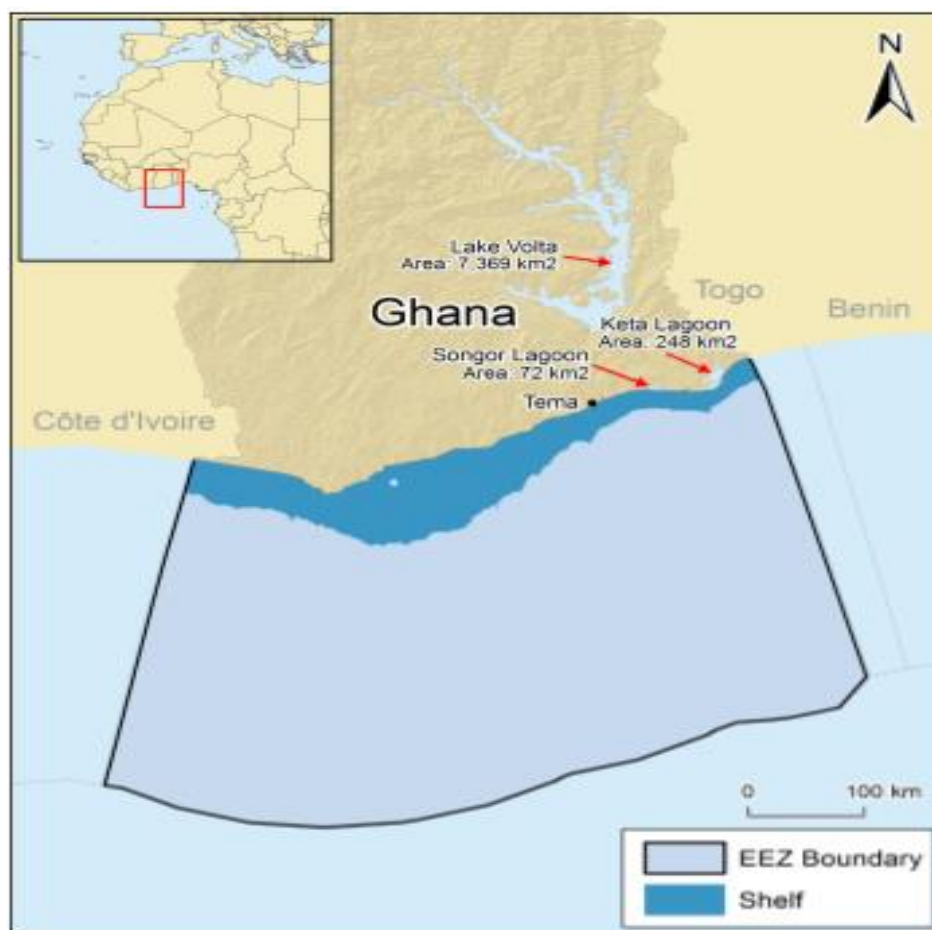 N
Lake Volta
Area: 7 369 km2
Togo
Benin
Ghana
Keta Lagoon
Area: 248 km2
Songor Lagoon
Area: 72 km2
Tema
Côte d'Ivoire
0 100 km
EEZ Boundary
Shelf